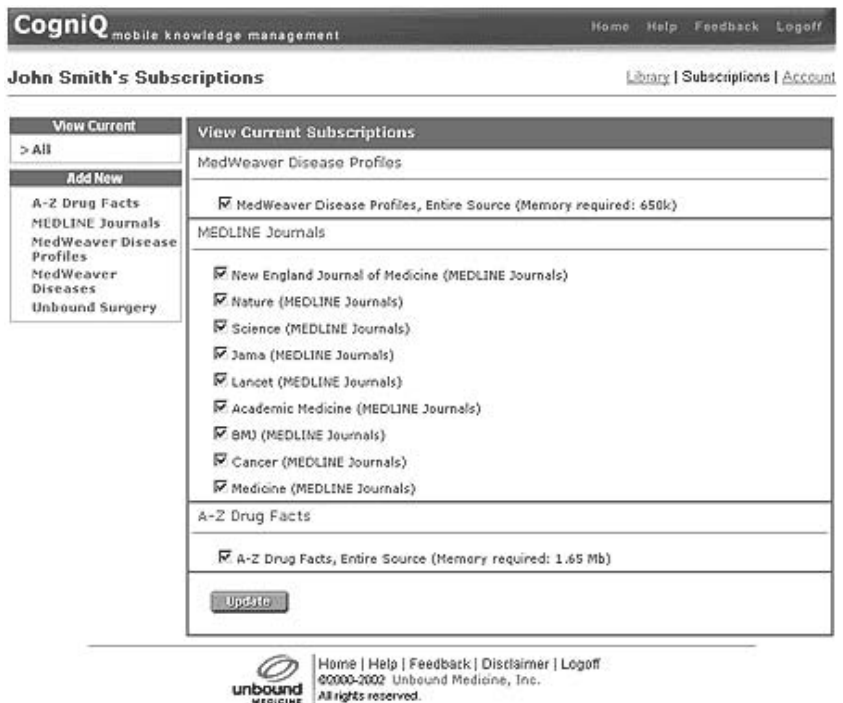 CogniQ mobile knowledge management
Home Help Feedback Logoff
John Smith's Subscriptions
Library | Subscriptions | Account
View Current
> All
Add New
A-Z Drug Facts
MEDLINE Journals
MedWeaver Disease
Profiles
MedWeaver
Diseases
Unbound Surgery
View Current Subscriptions
MedWeaver Disease Profiles
MedWeaver Disease Profiles, Entire Source (Memory required: 650k)
MEDLINE Journals
New England Journal of Medicine (MEDLINE Journals)
Nature (MEDLINE Journals)
Science (MEDLINE Journals)
Jama (MEDLINE Journals)
Lancet (MEDLINE Journals)
Academic Medicine (MEDLINE Journals)
BMJ (MEDLINE Journals)
Cancer (MEDLINE Journals)
Medicine (MEDLINE Journals)
A-Z Drug Facts
A-Z Drug Facts, Entire Source (Memory required: 1.65 Mb)
Update
unbound
MEDICINE
Home | Help | Feedback | Disclaimer | Logoff
©2000-2002 Unbound Medicine, Inc.
All rights reserved.